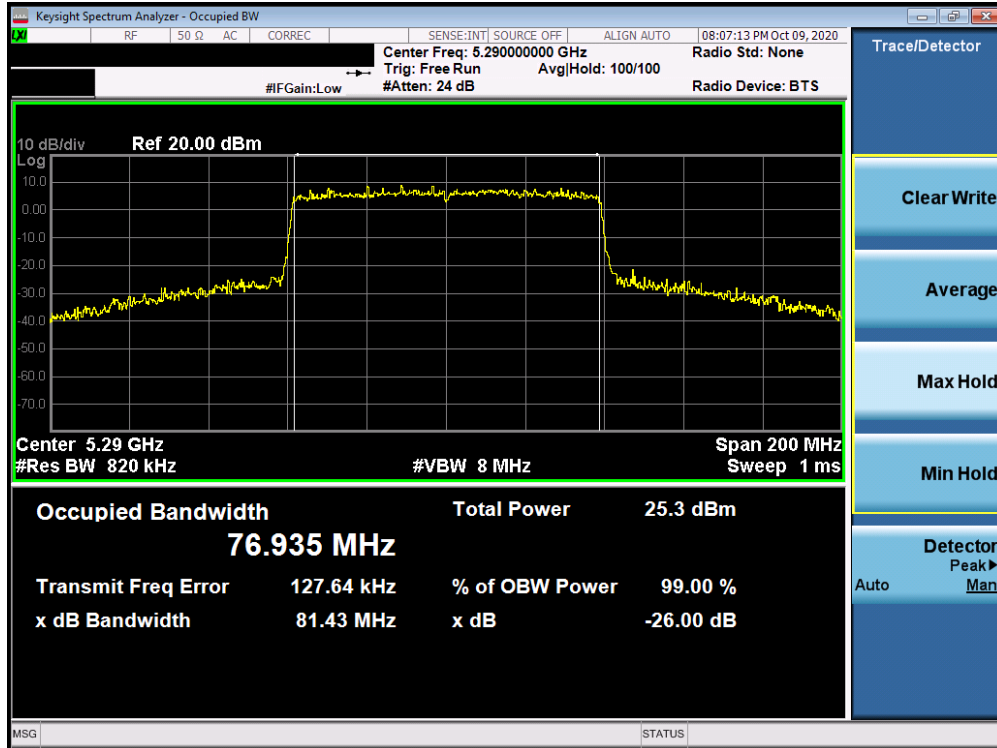 Keysight Spectrum Analyzer - Occupied BW
LXI RF 50 Ω AC CORREC SENSE:INT SOURCE OFF ALIGN AUTO 08:07:13 PM Oct 09, 2020
Center Freq: 5.290000000 GHz Radio Std: None
Trig: Free Run Avg|Hold: 100/100
#IFGain:Low #Atten: 24 dB Radio Device: BTS
Trace/Detector
10 dB/div Ref 20.00 dBm
Log
10.0
0.00
-10.0
-20.0
-30.0
-40.0
-50.0
-60.0
-70.0
Center 5.29 GHz Span 200 MHz
#Res BW 820 kHz #VBW 8 MHz Sweep 1 ms
Occupied Bandwidth Total Power 25.3 dBm
76.935 MHz
Transmit Freq Error 127.64 kHz % of OBW Power 99.00 %
x dB Bandwidth 81.43 MHz x dB -26.00 dB
Clear Write
Average
Max Hold
Min Hold
Detector
Peak▶
Auto Man
MSG STATUS